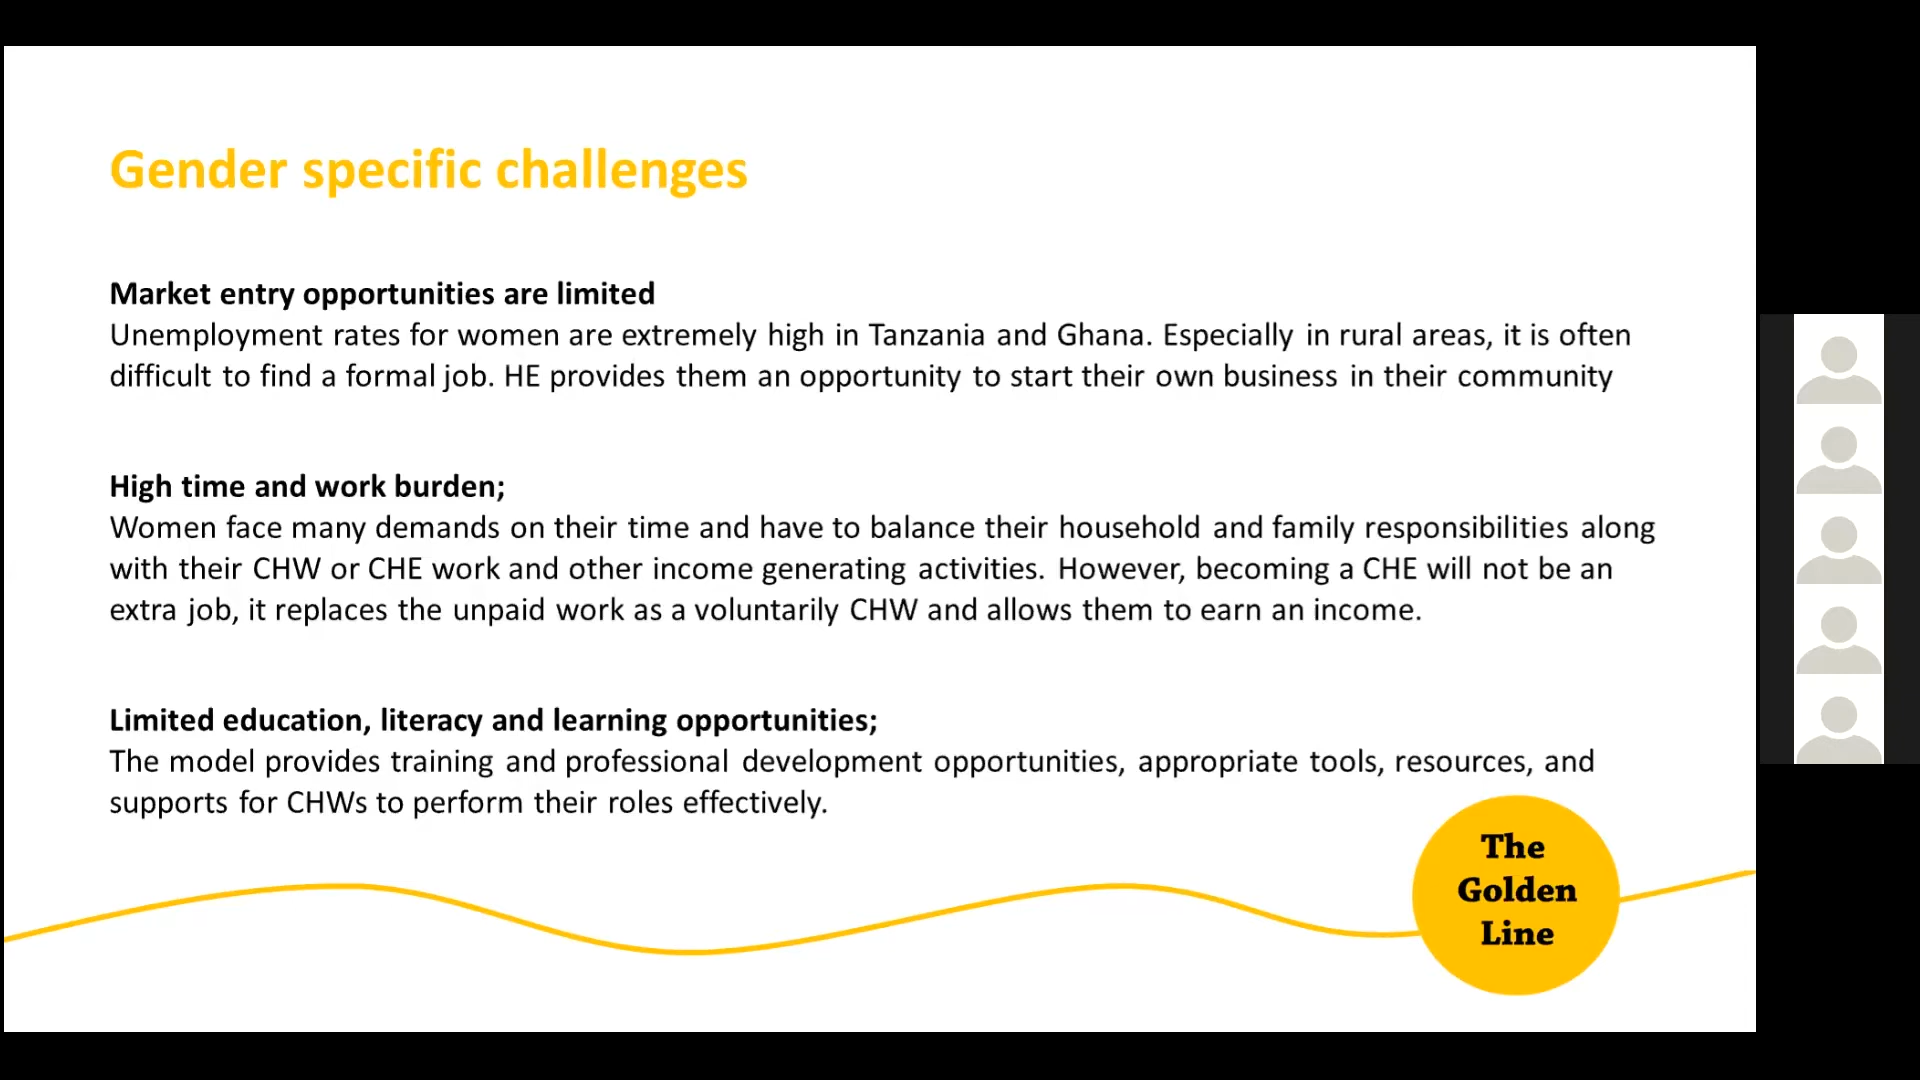 Gender specific challenges
Market entry opportunities are limited
Unemployment rates for women are extremely high in Tanzania and Ghana. Especially in rural areas, it is often
difficult to find a formal job. HE provides them an opportunity to start their own business in their community
High time and work burden;
Women face many demands on their time and have to balance their household and family responsibilities along
with their CHW or CHE work and other income generating activities. However, becoming a CHE will not be an
extra job, it replaces the unpaid work as a voluntarily CHW and allows them to earn an income.
Limited education, literacy and learning opportunities;
The model provides training and professional development opportunities, appropriate tools, resources, and
supports for CHWs to perform their roles effectively.
The
Golden
Line